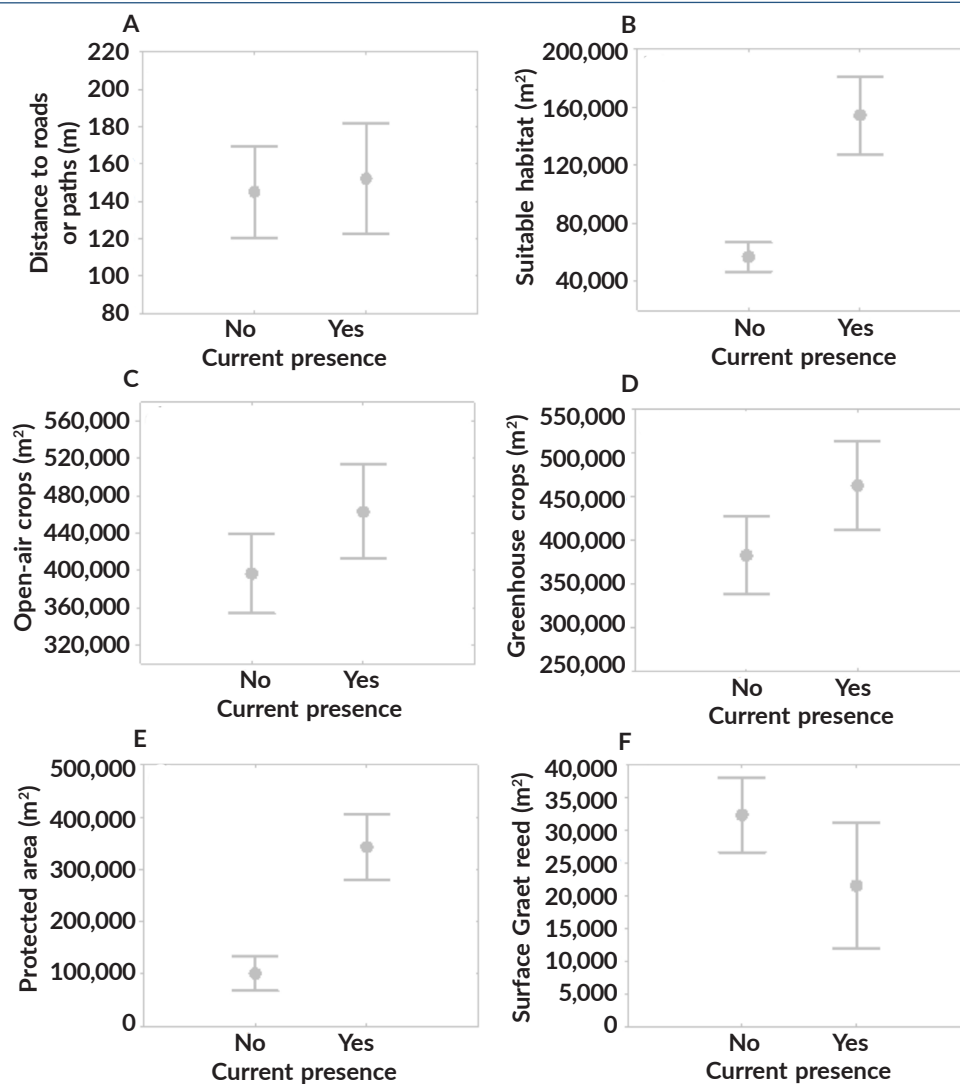 A
Distance to roads
or paths (m)
220
200
180
160
140
120
100
80
No Yes
Current presence
B
Suitable habitat (m²)
200,000
160,000
120,000
80,000
40,000
No Yes
Current presence
C
Open-air crops (m²)
560,000
520,000
480,000
440,000
400,000
360,000
320,000
No Yes
Current presence
D
Greenhouse crops (m²)
550,000
500,000
450,000
400,000
350,000
300,000
250,000
No Yes
Current presence
E
Protected area (m²)
500,000
400,000
300,000
200,000
100,000
0
No Yes
Current presence
F
Surface Graet reed (m²)
40,000
35,000
30,000
25,000
20,000
15,000
10,000
5,000
0
No Yes
Current presence